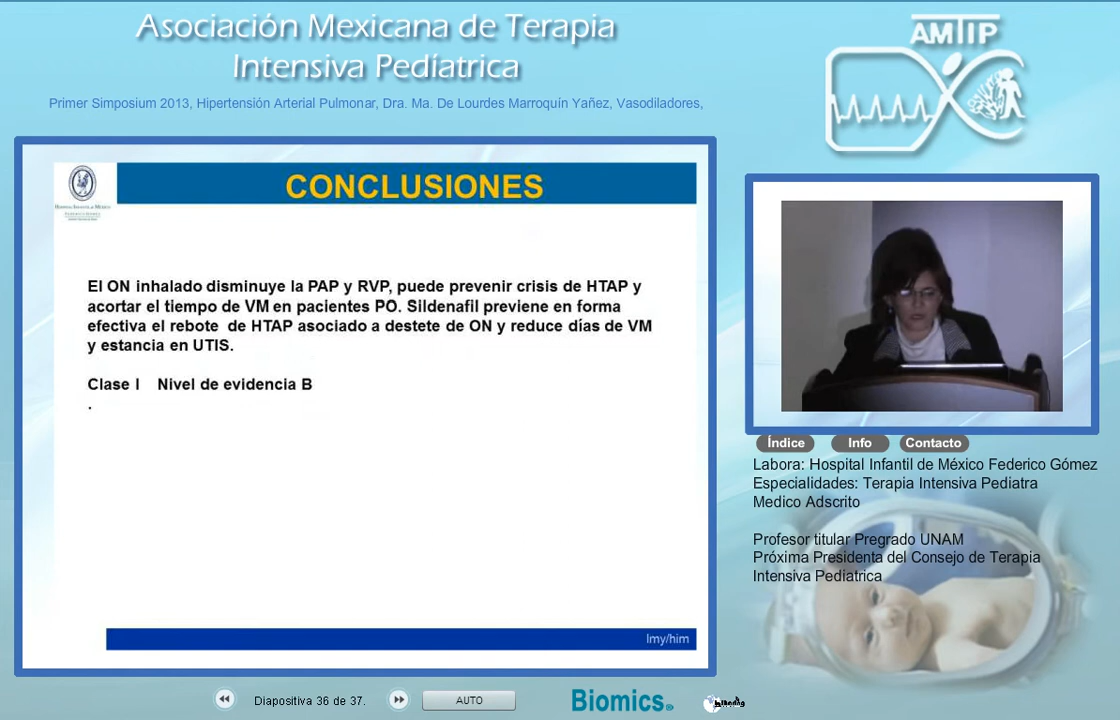 Asociación Mexicana de Terapia
Intensiva Pedíatrica
AMTIP
Primer Simposium 2013, Hipertensión Arterial Pulmonar, Dra. Ma. De Lourdes Marroquín Yañez, Vasodiladores,
CONCLUSIONES
El ON inhalado disminuye la PAP y RVP, puede prevenir crisis de HTAP y
acortar el tiempo de VM en pacientes PO. Sildenafil previene en forma
efectiva el rebote de HTAP asociado a destete de ON y reduce días de VM
y estancia en UTIS.
Clase I Nivel de evidencia B
.
lmy/him
Índice Info Contacto
Labora: Hospital Infantil de México Federico Gómez
Especialidades: Terapia Intensiva Pediatra
Medico Adscrito
Profesor titular Pregrado UNAM
Próxima Presidenta del Consejo de Terapia
Intensiva Pediatrica
Diapositiva 36 de 37.
AUTO
Biomics®